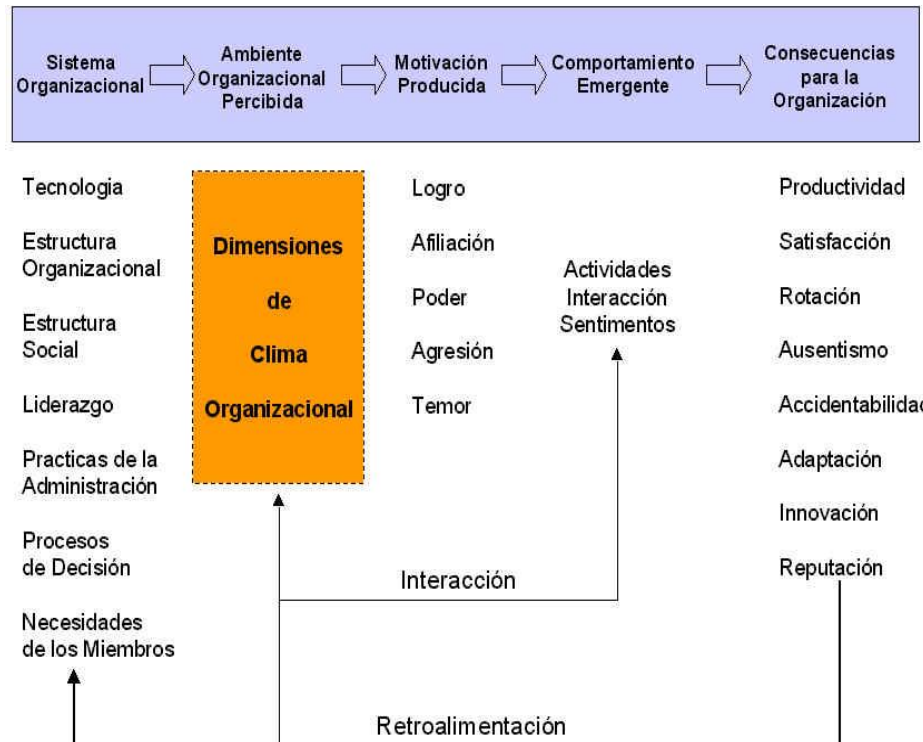 Sistema
Organizacional
Ambiente
Organizacional
Percibida
Motivación
Producida
Comportamiento
Emergente
Consecuencias
para la
Organización
Tecnologia
Estructura
Organizacional
Estructura
Social
Liderazgo
Practicas de la
Administración
Procesos
de Decisión
Necesidades
de los Miembros
Dimensiones
de
Clima
Organizacional
Logro
Afiliación
Poder
Agresión
Temor
Actividades
Interacción
Sentimentos
Productividad
Satisfacción
Rotación
Ausentismo
Accidentabilidad
Adaptación
Innovación
Reputación
Interacción
Retroalimentación